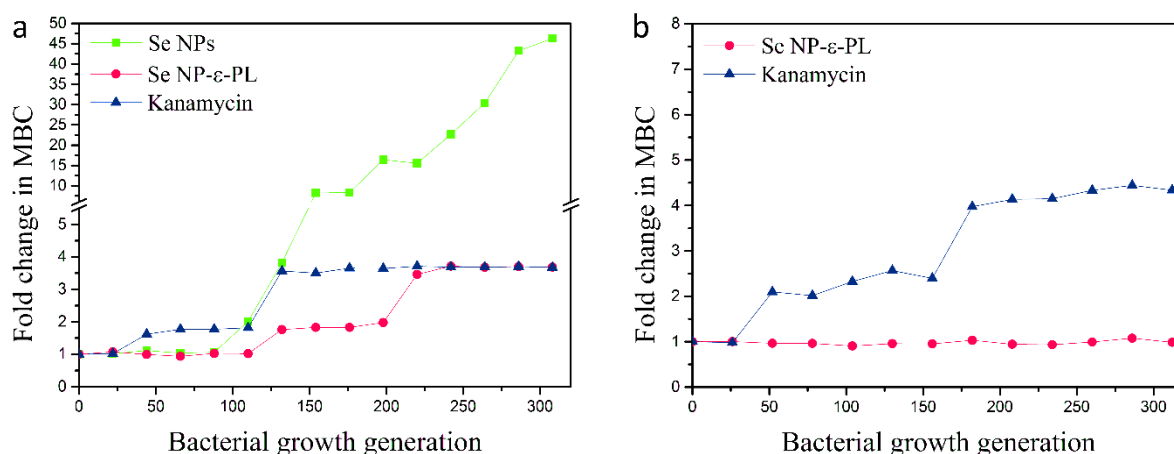 a
Fold change in MBC
50
45
40
35
30
25
20
15
10
5
4
3
2
1
0
Se NPs
Se NP-ε-PL
Kanamycin
0 50 100 150 200 250 300
Bacterial growth generation
b
Fold change in MBC
8
7
6
5
4
3
2
1
0
Se NP-ε-PL
Kanamycin
0 50 100 150 200 250 300
Bacterial growth generation